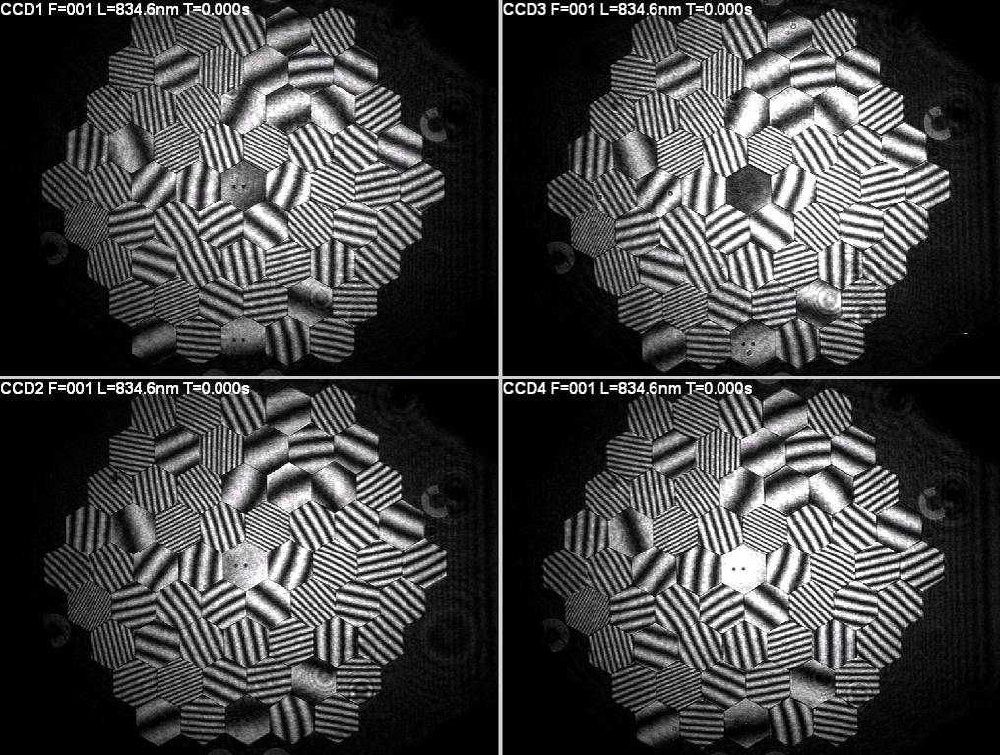 CCD1 F=001 L=834.6nm T=0.000s
CCD3 F=001 L=834.6nm T=0.000s
CCD2 F=001 L=834.6nm T=0.000s
CCD4 F=001 L=834.6nm T=0.000s